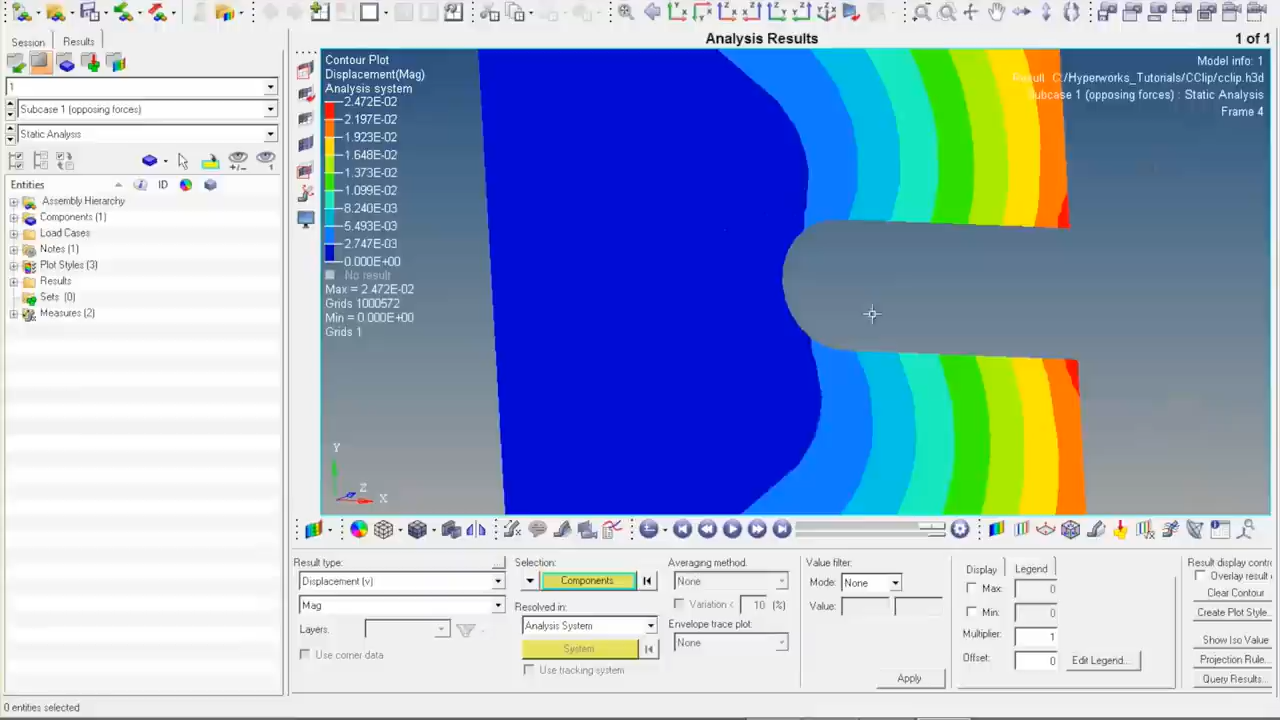 Analysis Results
1 of 1
Session
Results
1
Subcase 1 (opposing forces)
Static Analysis
Entities
ID
Assembly Hierarchy
Components (1)
Load Cases
Notes (1)
Plot Styles (3)
Results
Sets (0)
Measures (2)
Contour Plot
Displacement(Mag)
Analysis system
2.472E-02
2.197E-02
1.923E-02
1.648E-02
1.373E-02
1.099E-02
8.240E-03
5.493E-03
2.747E-03
0.000E+00
No result
Max = 2.472E-02
Grids 1000572
Min = 0.000E+00
Grids 1
Model info: 1
Result: C:/Hyperworks_Tutorials/CClip/cclip.h3d
Subcase 1 (opposing forces) : Static Analysis
Frame 4
Y
Z
X
Result type:
...
Displacement (v)
Mag
Layers:
Use corner data
Selection:
Components
Resolved in:
Analysis System
System
Use tracking system
Averaging method:
None
Variation < 10 (%)
Envelope trace plot:
None
Value filter:
Mode: None
Value:
Apply
Display
Legend
Max: 0
Min: 0
Multiplier: 1
Offset: 0
Edit Legend...
Result display contr
Overlay result
Clear Contour
Create Plot Style..
Show Iso Value
Projection Rule...
Query Results...
0 entities selected